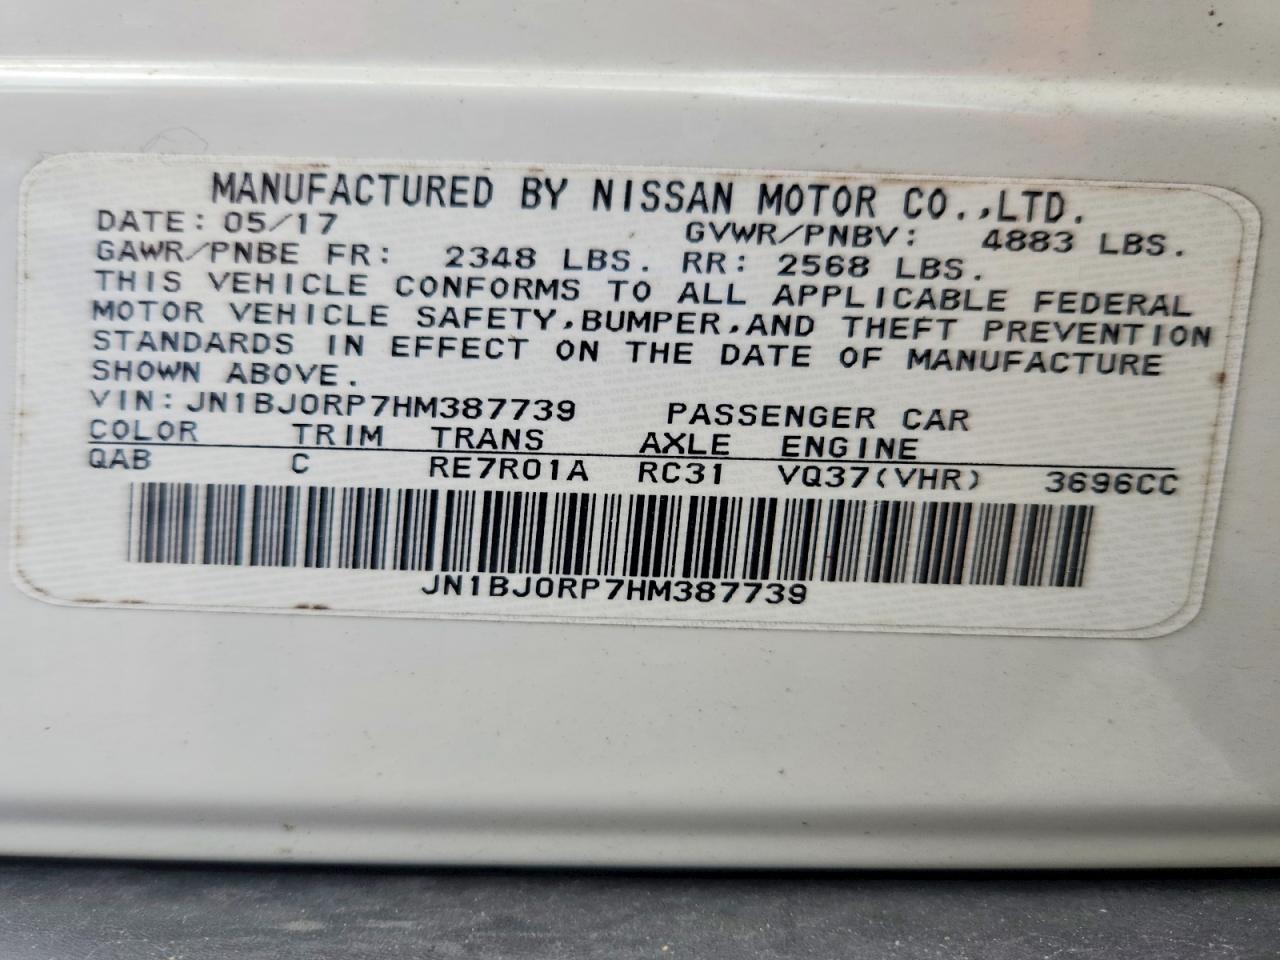 MANUFACTURED BY NISSAN MOTOR CO.,LTD.
DATE: 05/17 GVWR/PNBV: 4883 LBS.
GAWR/PNBE FR: 2348 LBS. RR: 2568 LBS.
THIS VEHICLE CONFORMS TO ALL APPLICABLE FEDERAL
MOTOR VEHICLE SAFETY,BUMPER,AND THEFT PREVENTION
STANDARDS IN EFFECT ON THE DATE OF MANUFACTURE
SHOWN ABOVE.
VIN: JN1BJ0RP7HM387739 PASSENGER CAR
COLOR TRIM TRANS AXLE ENGINE
QAB C RE7R01A RC31 VQ37(VHR) 3696CC
JN1BJ0RP7HM387739